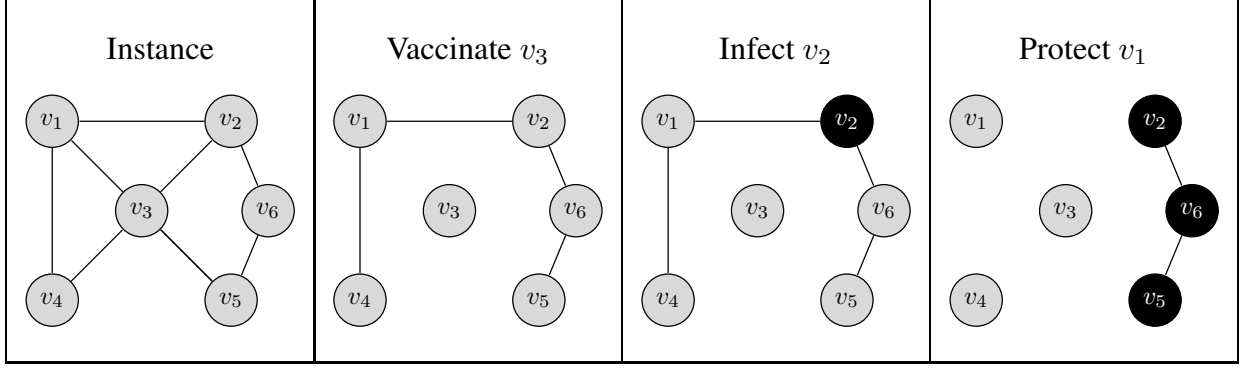 Instance
v1 v2
v3 v6
v4 v5
Vaccinate v3
v1 v2
v3 v6
v4 v5
Infect v2
v1 v2
v3 v6
v4 v5
Protect v1
v1 v2
v3 v6
v4 v5